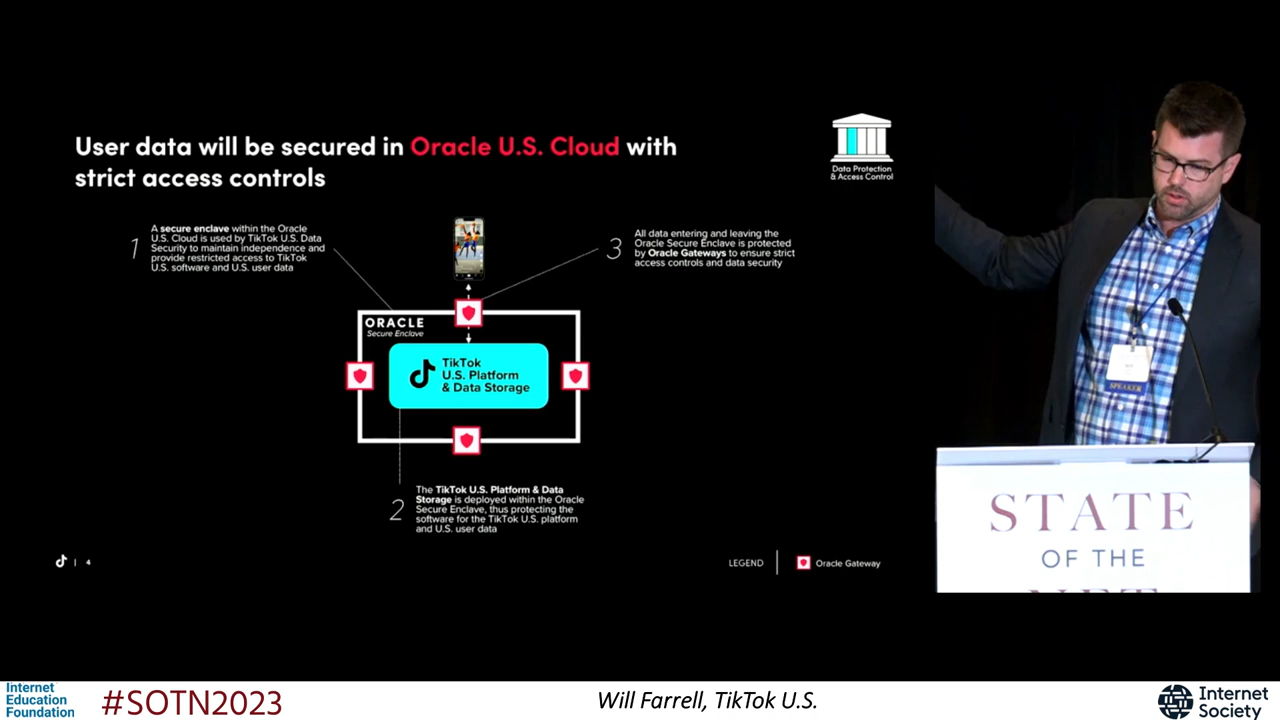 User data will be secured in Oracle U.S. Cloud with
strict access controls
Data Protection
& Access Control
1
A secure enclave within the Oracle
U.S. Cloud is used by TikTok U.S. Data
Security to maintain independence and
provide restricted access to TikTok
U.S. software and U.S. user data
3
All data entering and leaving the
Oracle Secure Enclave is protected
by Oracle Gateways to ensure strict
access controls and data security
ORACLE
Secure Enclave
TikTok
U.S. Platform
& Data Storage
2
The TikTok U.S. Platform & Data
Storage is deployed within the Oracle
Secure Enclave, thus protecting the
software for the TikTok U.S. platform
and U.S. user data
4
LEGEND
Oracle Gateway
SPEAKER
STATE
OF THE
NET
Internet
Education
Foundation
#SOTN2023
Will Farrell, TikTok U.S.
Internet
Society